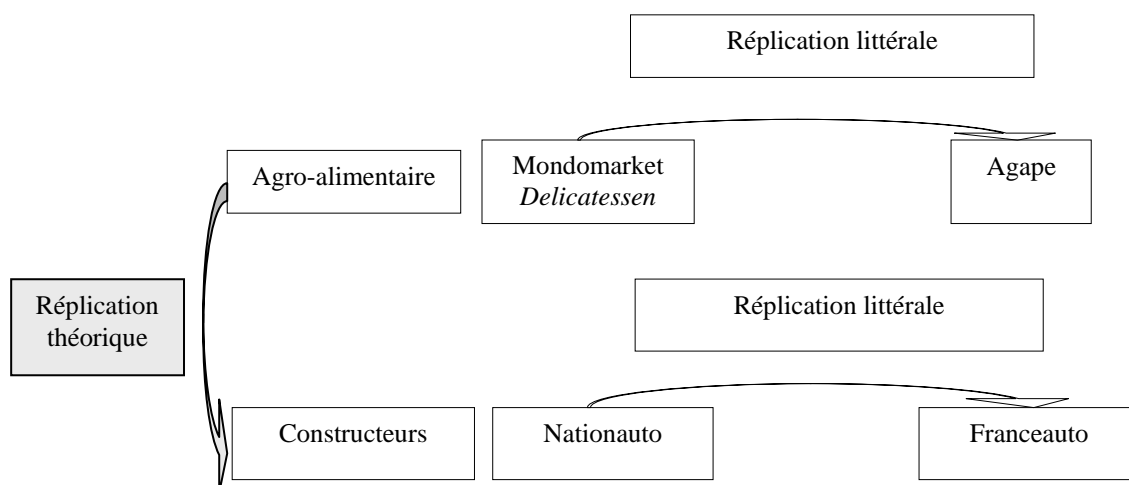 Réplication littérale
Agro-alimentaire
Mondomarket
Delicatessen
Agape
Réplication
théorique
Réplication littérale
Constructeurs
Nationauto
Franceauto